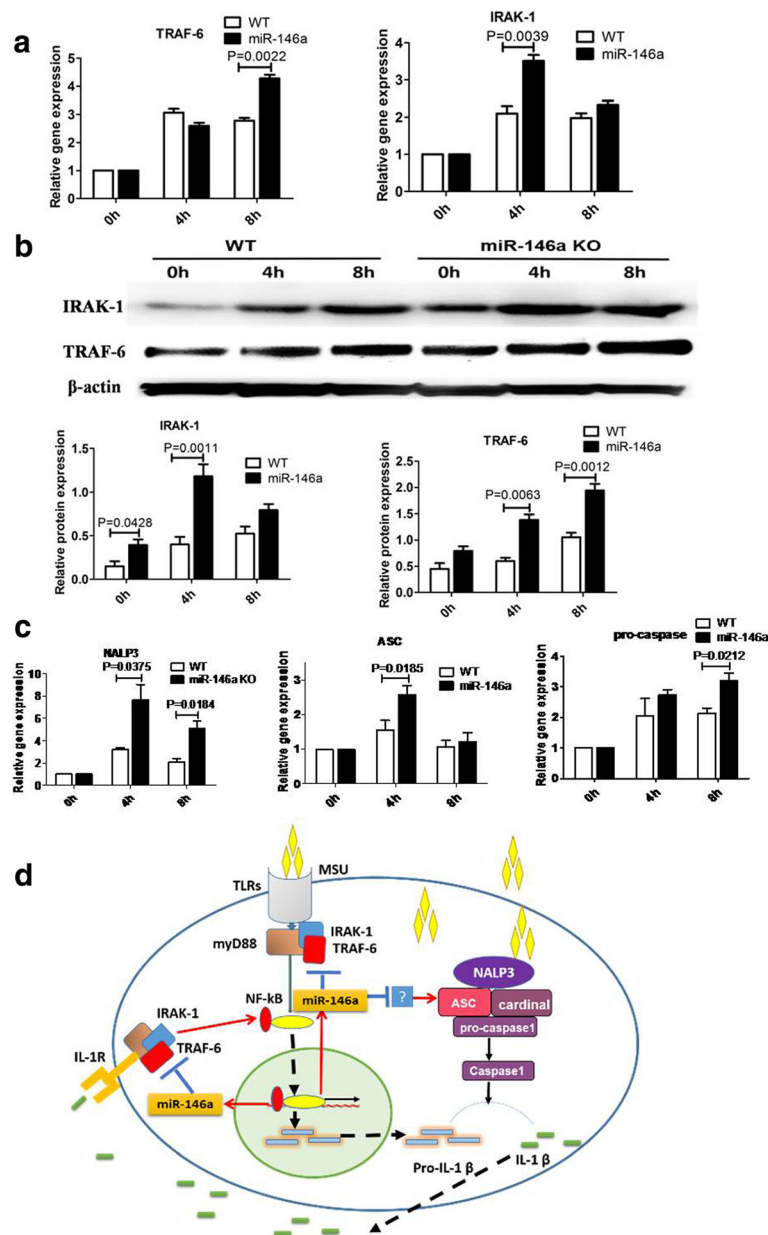 a
TRAF-6
WT
miR-146a
P=0.0022
Relative gene expression
5
4
3
2
1
0
0h
4h
8h
IRAK-1
WT
miR-146a
P=0.0039
Relative gene expression
4
3
2
1
0
0h
4h
8h
b
WT
miR-146a KO
0h 4h 8h 0h 4h 8h
IRAK-1
TRAF-6
β-actin
IRAK-1
WT
miR-146a
P=0.0011
P=0.0428
Relative protein expression
1.5
1.0
0.5
0.0
0h
4h
8h
TRAF-6
WT
miR-146a
P=0.0012
P=0.0063
Relative protein expression
2.5
2.0
1.5
1.0
0.5
0.0
0h
4h
8h
c
NALP3
P=0.0375
WT
miR-146a KO
P=0.0184
Relative gene expression
10
8
6
4
2
0
0h
4h
8h
ASC
WT
miR-146a
P=0.0185
Relative gene expression
3
2
1
0
0h
4h
8h
pro-caspase
WT
miR-146a
P=0.0212
Relative gene expression
4
3
2
1
0
0h
4h
8h
d
MSU
TLRs
IRAK-1
myD88
TRAF-6
NALP3
NF-kB
miR-146a
?
ASC
cardinal
IRAK-1
pro-caspase1
TRAF-6
IL-1R
Caspase1
miR-146a
Pro-IL-1 β
IL-1 β